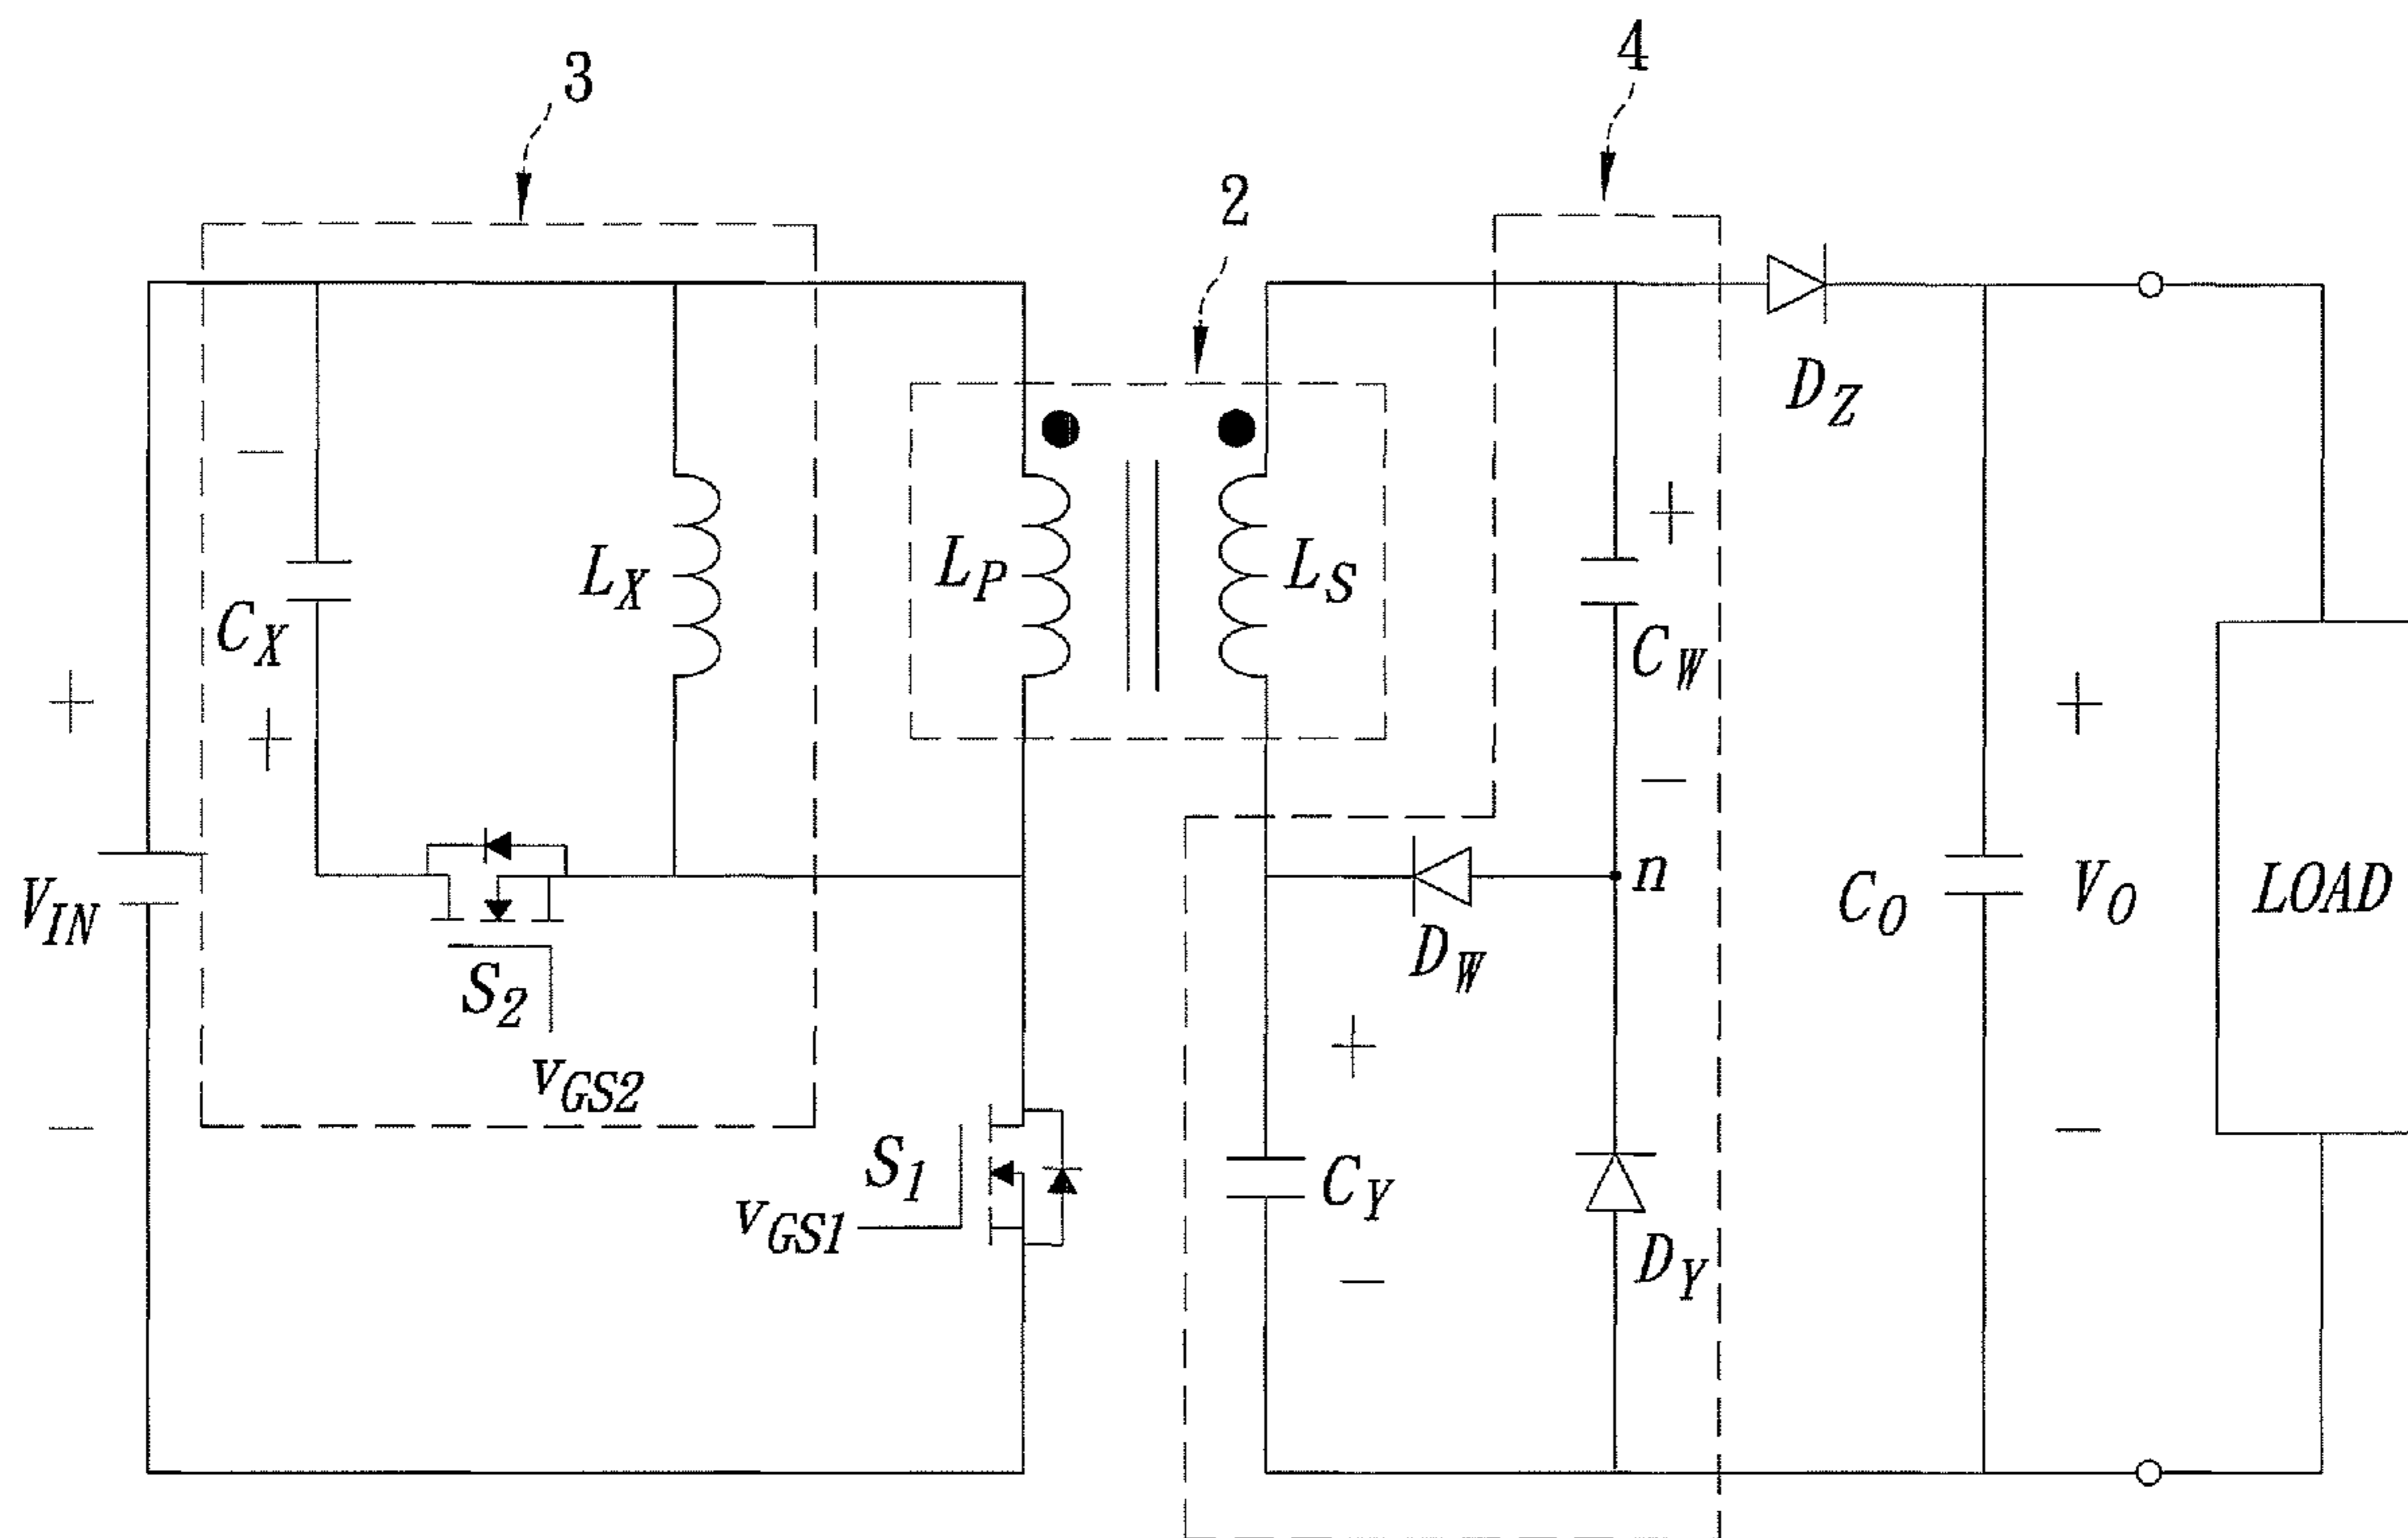 3
4
2
+
−
C_X
+
L_X
L_P
L_S
+
C_W
−
D_Z
V_IN
−
S_2
v_GS2
S_1
v_GS1
n
D_W
+
C_Y
−
D_Y
C_O
+
V_O
−
LOAD